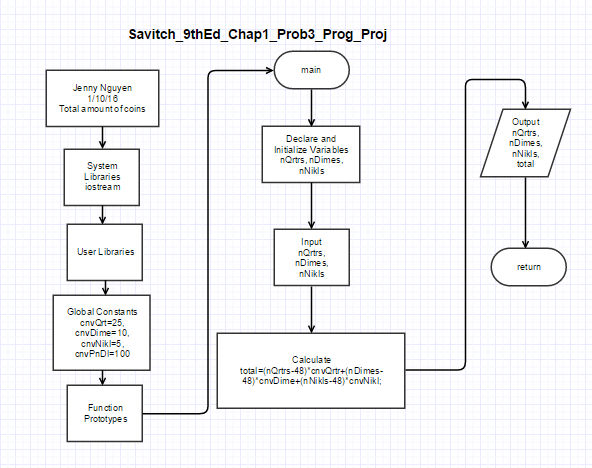 Savitch_9thEd_Chap1_Prob3_Prog_Proj
Jenny Nguyen
1/10/16
Total amount of coins
System
Libraries
iostream
User Libraries
Global Constants
cnvQrt=25,
cnvDime=10,
cnvNikl=5,
cnvPnDl=100
Function
Prototypes
main
Declare and
Initialize Variables
nQrtrs, nDimes,
nNikls
Input
nQrtrs,
nDimes,
nNikls
Calculate
total=(nQrtrs-48)*cnvQrtr+(nDimes-
48)*cnvDime+(nNikls-48)*cnvNikl;
Output
nQrtrs,
nDimes,
nNikls,
total
return